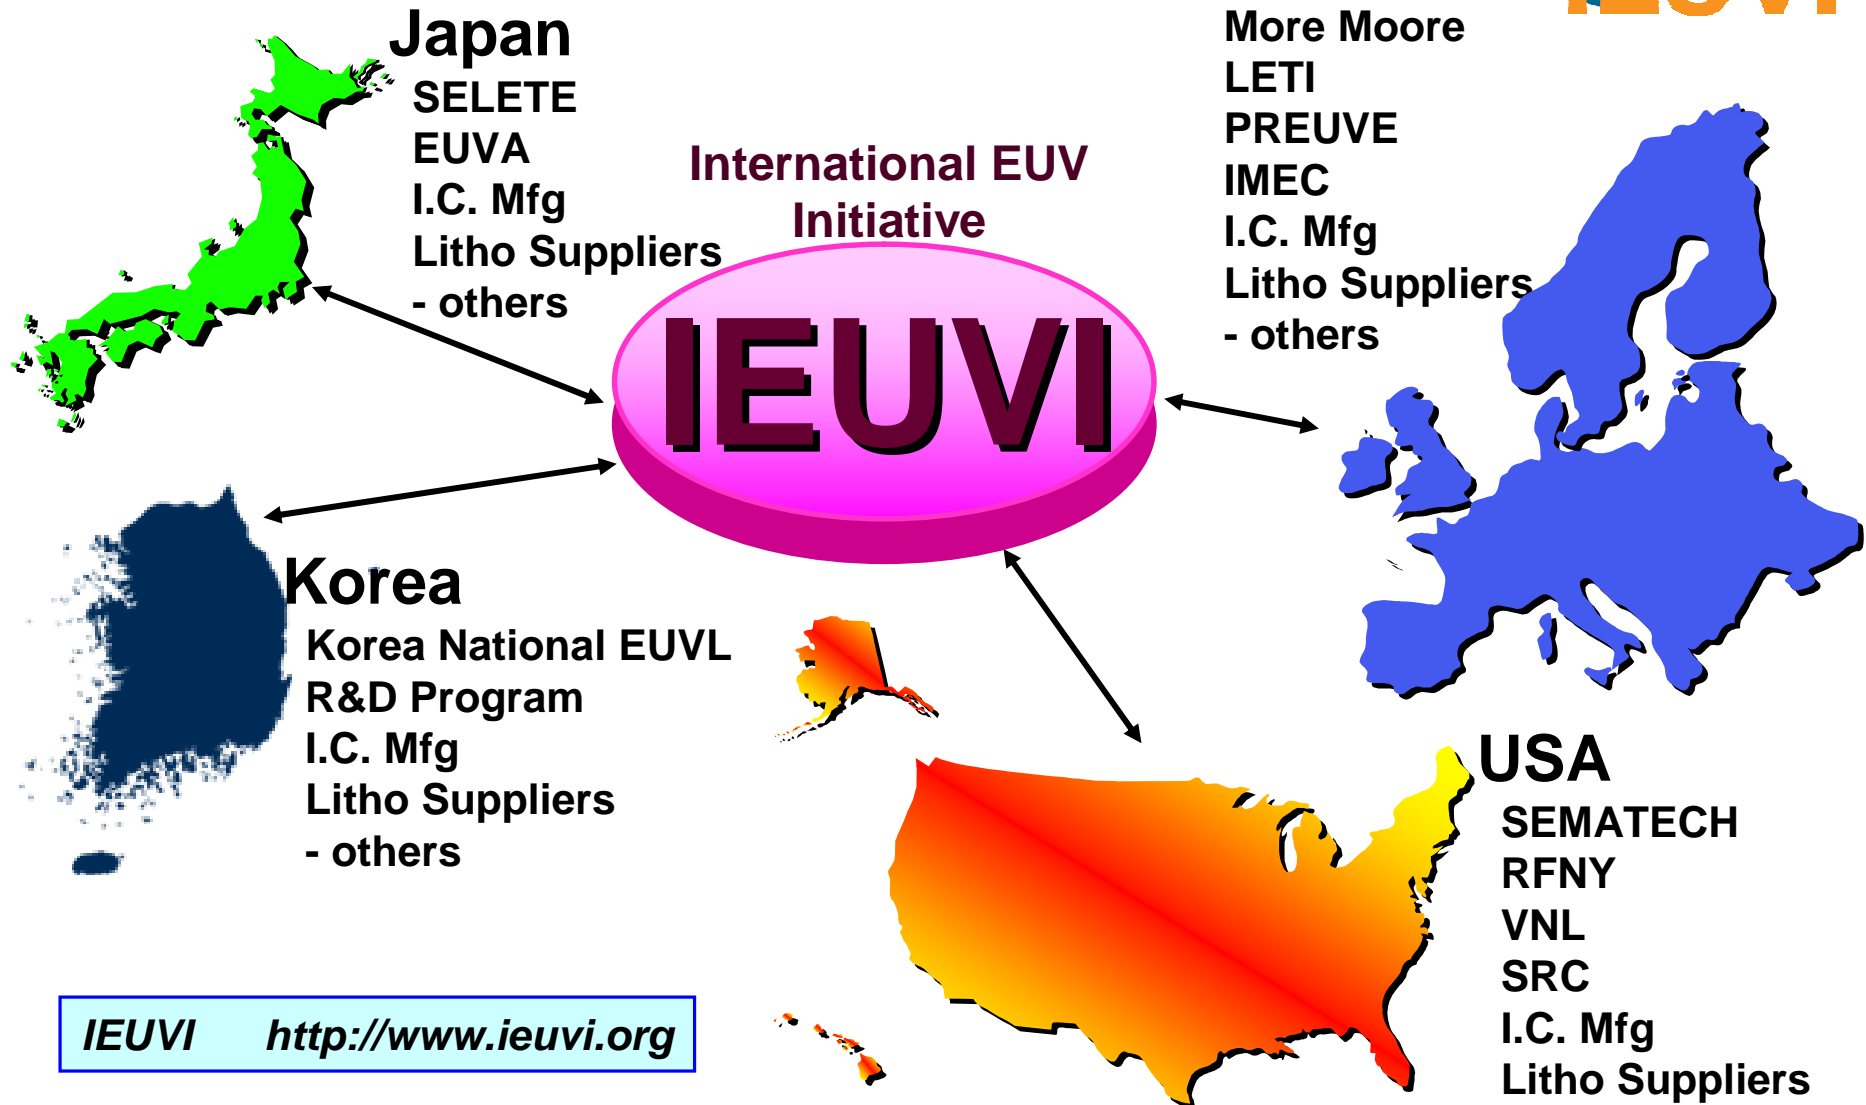 Japan
SELETE
EUVA
I.C. Mfg
Litho Suppliers
- others
International EUV
Initiative
IEUVI
More Moore
LETI
PREUVE
IMEC
I.C. Mfg
Litho Suppliers
- others
IEUVI
Korea
Korea National EUVL
R&D Program
I.C. Mfg
Litho Suppliers
- others
USA
SEMATECH
RFNY
VNL
SRC
I.C. Mfg
Litho Suppliers
IEUVI http://www.ieuvi.org